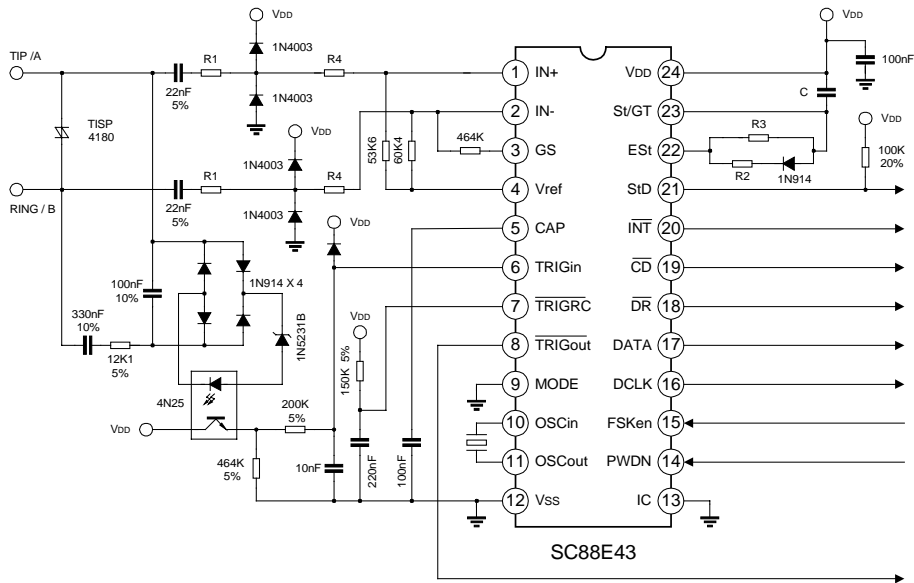 VDD
VDD
TIP /A
1N4003
R1
R4
22nF
5%
1N4003
TISP
4180
VDD
1N4003
R1
R4
22nF
5%
1N4003
RING / B
53K6
60K4
464K
VDD
100nF
10%
1N914 X 4
330nF
10%
12K1
5%
1N5231B
VDD
150K 5%
4N25
VDD
200K
5%
464K
5%
10nF
220nF
100nF
1 IN+
2 IN-
3 GS
4 Vref
5 CAP
6 TRIGin
7 TRIGRC
8 TRIGout
9 MODE
10 OSCin
11 OSCout
12 Vss
VDD 24
St/GT 23
ESt 22
StD 21
INT 20
CD 19
DR 18
DATA 17
DCLK 16
FSKen 15
PWDN 14
IC 13
100nF
C
R3
R2
1N914
VDD
100K
20%
SC88E43